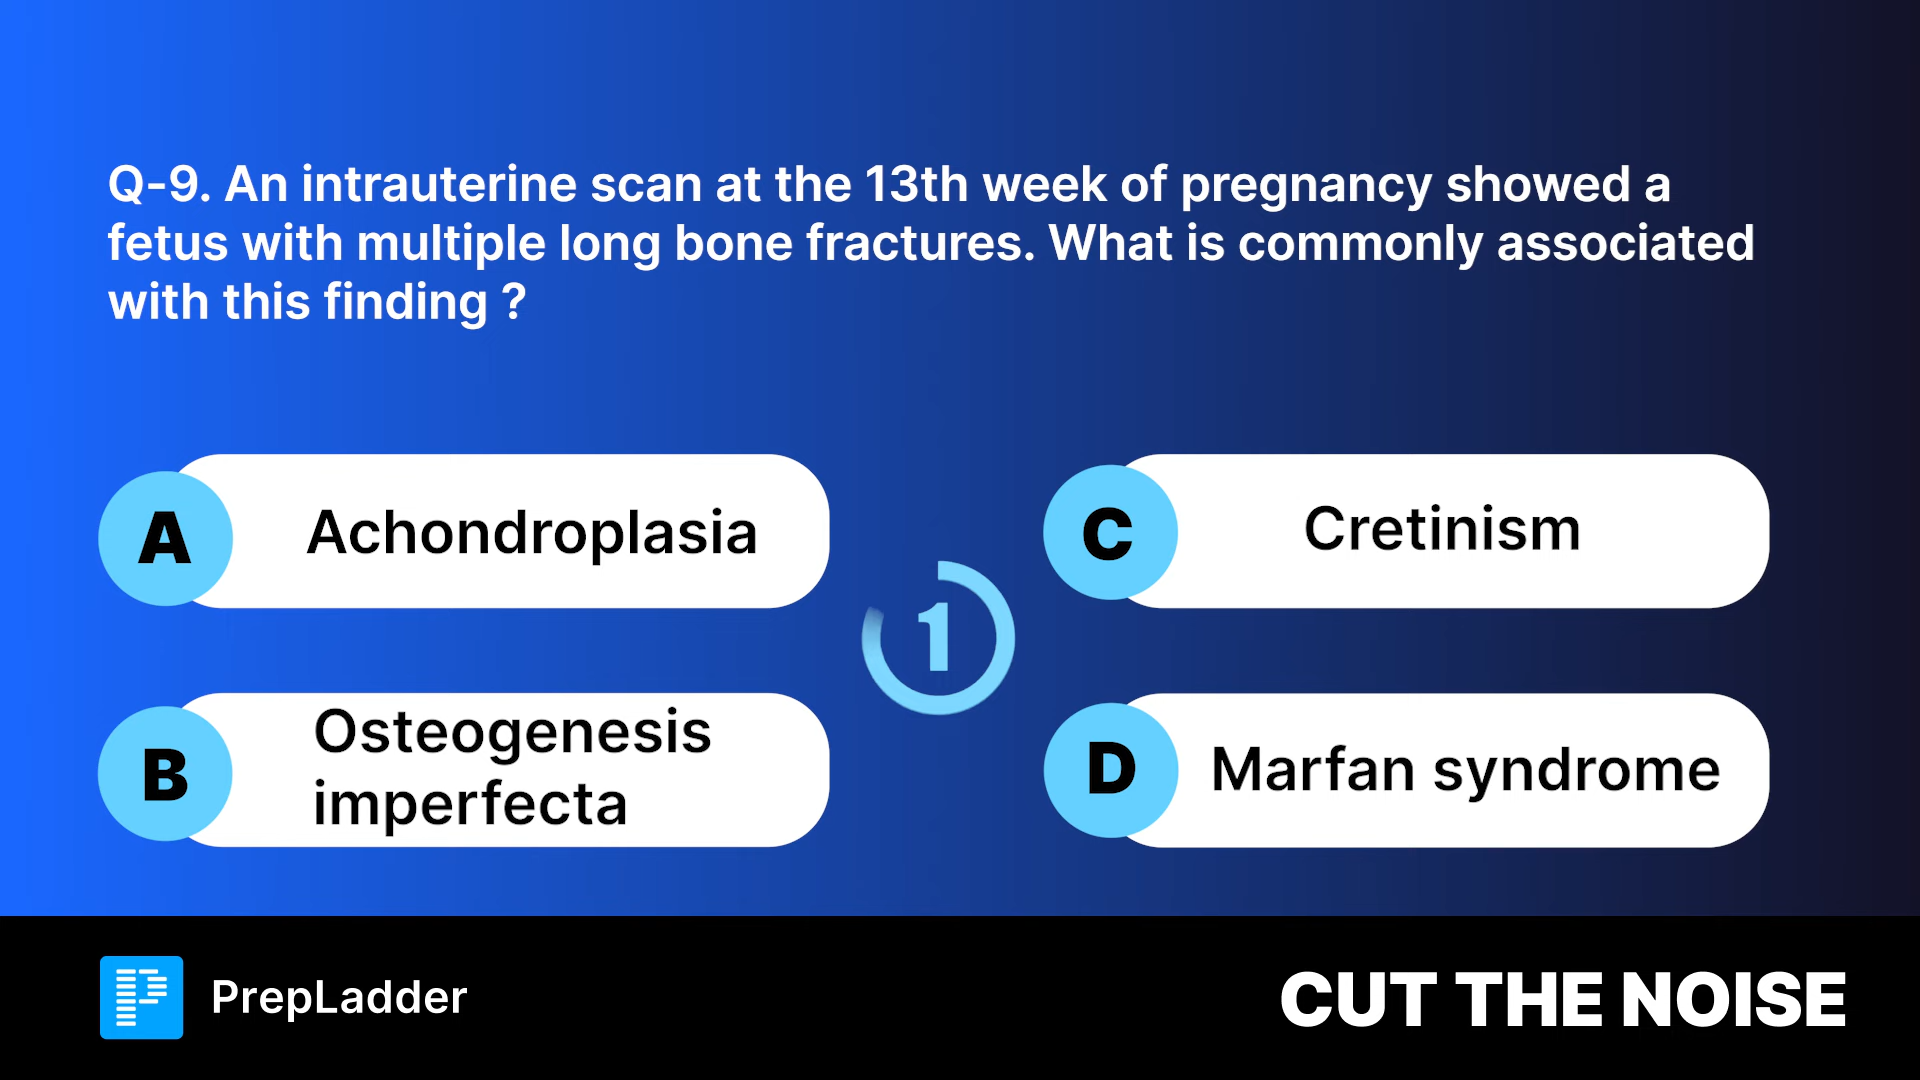 Q-9. An intrauterine scan at the 13th week of pregnancy showed a
fetus with multiple long bone fractures. What is commonly associated
with this finding ?
A
Achondroplasia
B
Osteogenesis
imperfecta
C
Cretinism
D
Marfan syndrome
1
PrepLadder
CUT THE NOISE